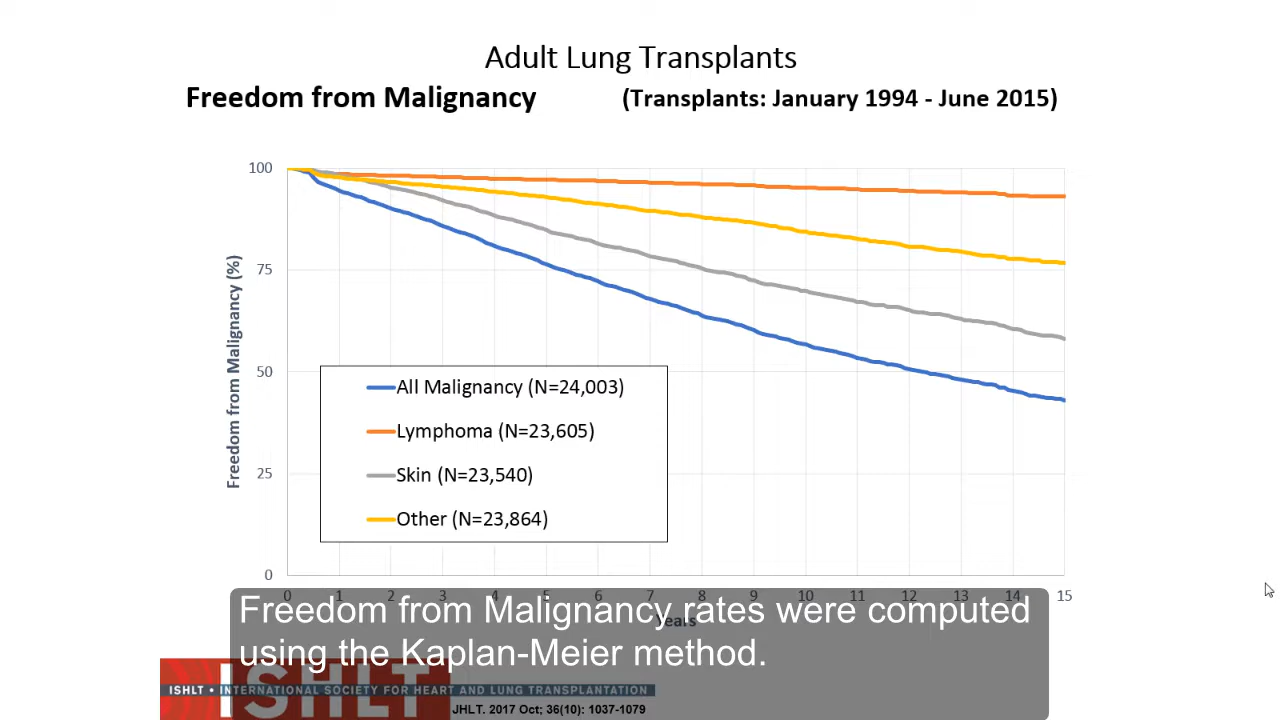 Adult Lung Transplants
Freedom from Malignancy (Transplants: January 1994 - June 2015)
100
75
50
25
0
Freedom from Malignancy (%)
All Malignancy (N=24,003)
Lymphoma (N=23,605)
Skin (N=23,540)
Other (N=23,864)
0 1 2 3 4 5 6 7 8 9 10 11 12 13 14 15
Years
Freedom from Malignancy rates were computed
using the Kaplan-Meier method.
ISHLT
ISHLT • INTERNATIONAL SOCIETY FOR HEART AND LUNG TRANSPLANTATION
JHLT. 2017 Oct; 36(10): 1037-1079